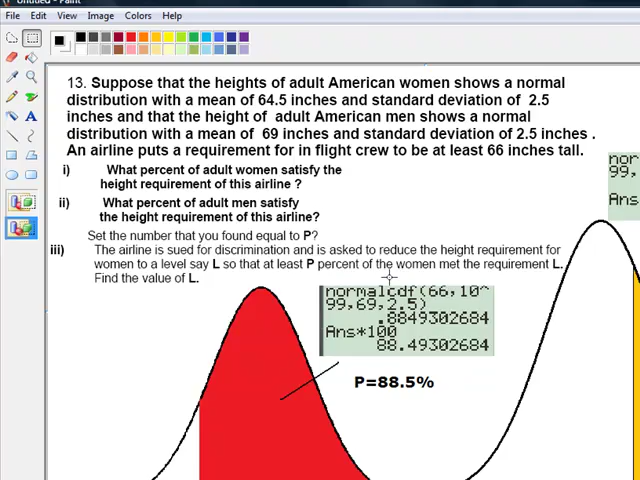 Untitled - Paint
File Edit View Image Colors Help
13. Suppose that the heights of adult American women shows a normal
distribution with a mean of 64.5 inches and standard deviation of 2.5
inches and that the height of adult American men shows a normal
distribution with a mean of 69 inches and standard deviation of 2.5 inches .
An airline puts a requirement for in flight crew to be at least 66 inches tall.
i) What percent of adult women satisfy the
height requirement of this airline ?
ii) What percent of adult men satisfy
the height requirement of this airline?
Set the number that you found equal to P?
iii) The airline is sued for discrimination and is asked to reduce the height requirement for
women to a level say L so that at least P percent of the women met the requirement L.
Find the value of L.
normalcdf(66,10^
99,69,2.5)
.8849302684
Ans*100
88.49302684
P=88.5%
nor
99,
Ans
A